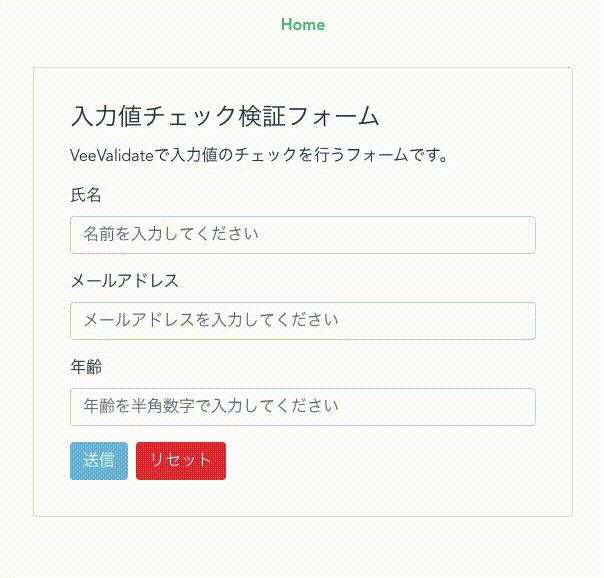 Home
入力値チェック検証フォーム
VeeValidateで入力値のチェックを行うフォームです。
氏名
名前を入力してください
メールアドレス
メールアドレスを入力してください
年齢
年齢を半角数字で入力してください
送信 リセット